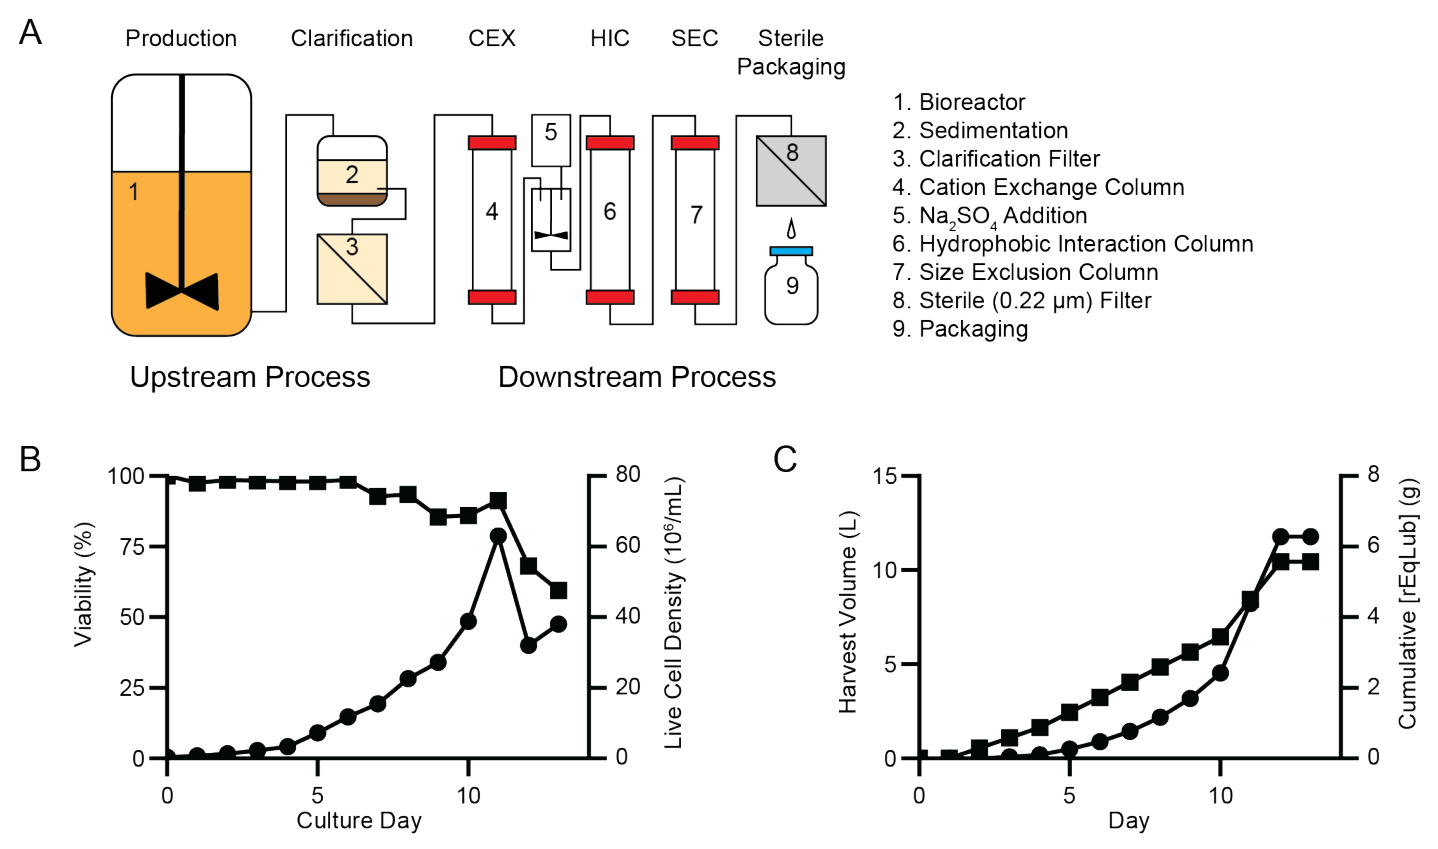 A
Production
Clarification
CEX
HIC
SEC
Sterile
Packaging
1
2
3
4
5
6
7
8
9
1. Bioreactor
2. Sedimentation
3. Clarification Filter
4. Cation Exchange Column
5. Na2SO4 Addition
6. Hydrophobic Interaction Column
7. Size Exclusion Column
8. Sterile (0.22 µm) Filter
9. Packaging
Upstream Process
Downstream Process
B
Viability (%)
100
75
50
25
0
80
60
40
20
0
Live Cell Density (10⁶/mL)
0
5
10
Culture Day
C
Harvest Volume (L)
15
10
5
0
8
6
4
2
0
Cumulative [rEqLub] (g)
0
5
10
Day